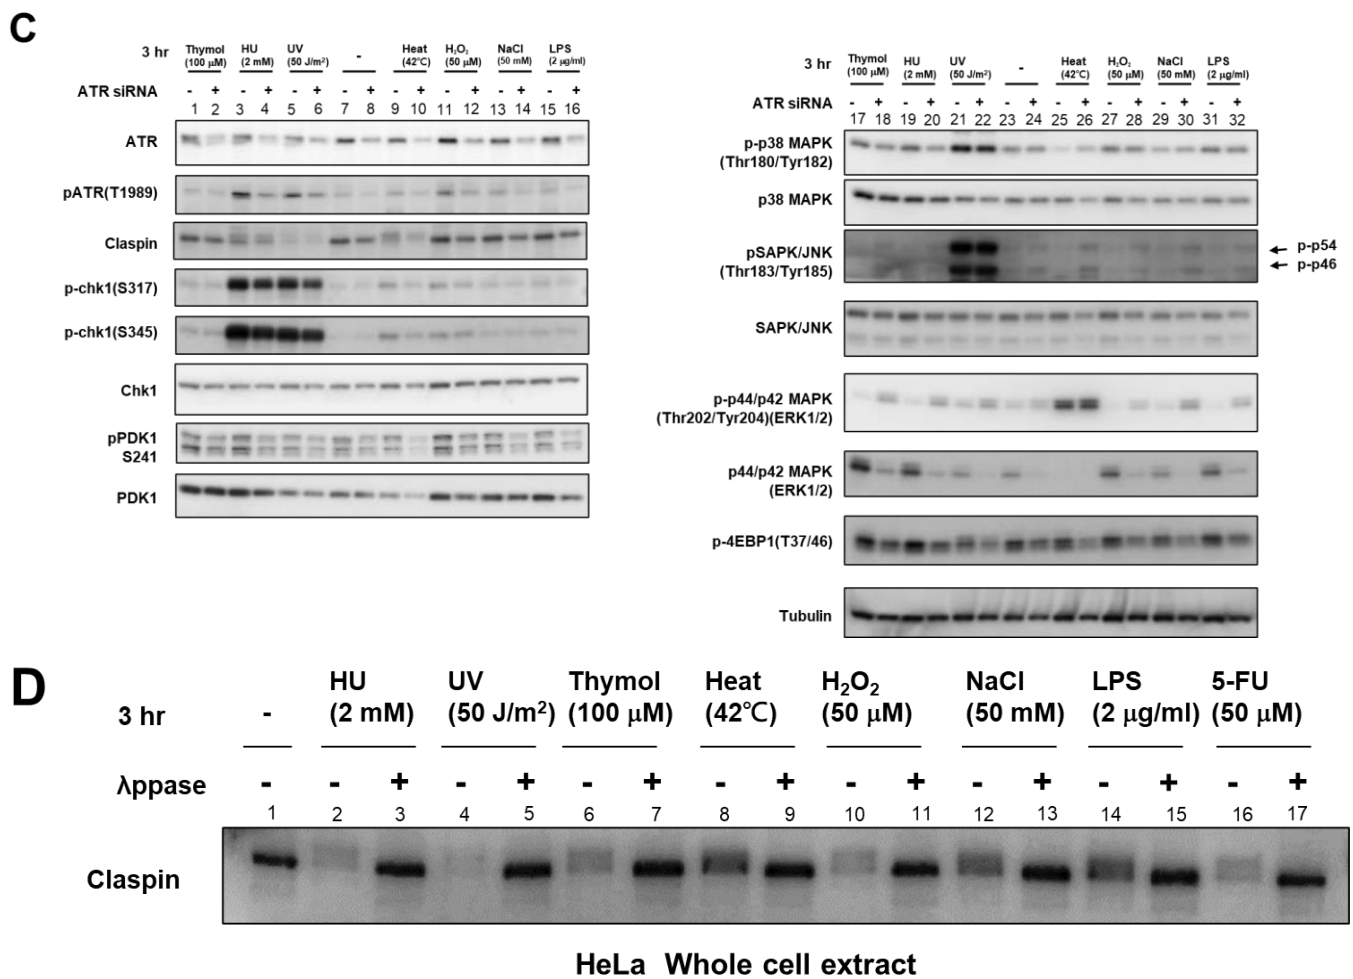 C
3 hr
Thymol HU UV Heat H₂O₂ NaCl LPS
(100 μM) (2 mM) (50 J/m²) - (42℃) (50 μM) (50 mM) (2 μg/ml)
ATR siRNA - + - + - + - + - + - + - + - +
1 2 3 4 5 6 7 8 9 10 11 12 13 14 15 16
ATR
pATR(T1989)
Claspin
p-chk1(S317)
p-chk1(S345)
Chk1
pPDK1
S241
PDK1
3 hr
Thymol HU UV Heat H₂O₂ NaCl LPS
(100 μM) (2 mM) (50 J/m²) - (42℃) (50 μM) (50 mM) (2 μg/ml)
ATR siRNA - + - + - + - + - + - + - + - +
17 18 19 20 21 22 23 24 25 26 27 28 29 30 31 32
p-p38 MAPK
(Thr180/Tyr182)
p38 MAPK
pSAPK/JNK
(Thr183/Tyr185)
p-p54
p-p46
SAPK/JNK
p-p44/p42 MAPK
(Thr202/Tyr204)(ERK1/2)
p44/p42 MAPK
(ERK1/2)
p-4EBP1(T37/46)
Tubulin
D
HU UV Thymol Heat H₂O₂ NaCl LPS 5-FU
3 hr - (2 mM) (50 J/m²) (100 μM) (42℃) (50 μM) (50 mM) (2 μg/ml) (50 μM)
λppase - - + - + - + - + - + - + - + - +
1 2 3 4 5 6 7 8 9 10 11 12 13 14 15 16 17
Claspin
HeLa Whole cell extract